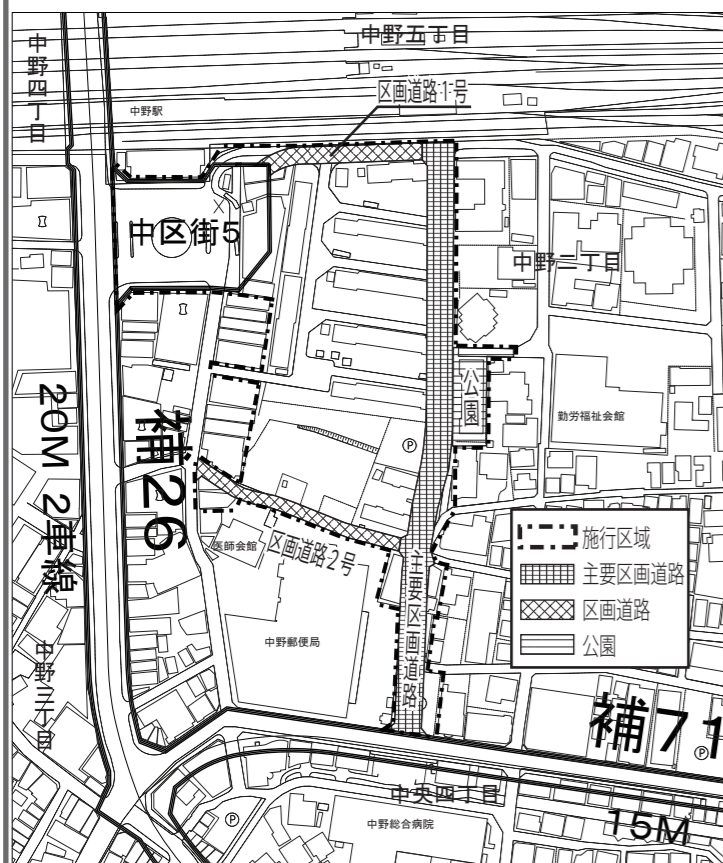 中野五丁目
中野四丁目
区画道路1号
中野駅
中区街5
中野二丁目
公園
勤労福祉会館
20M 2車線
補26
P
医師会館
区画道路2号
主要区画道路
中野郵便局
施行区域
主要区画道路
区画道路
公園
中野三丁目
補71
P
中央四丁目
15M
P
中野総合病院